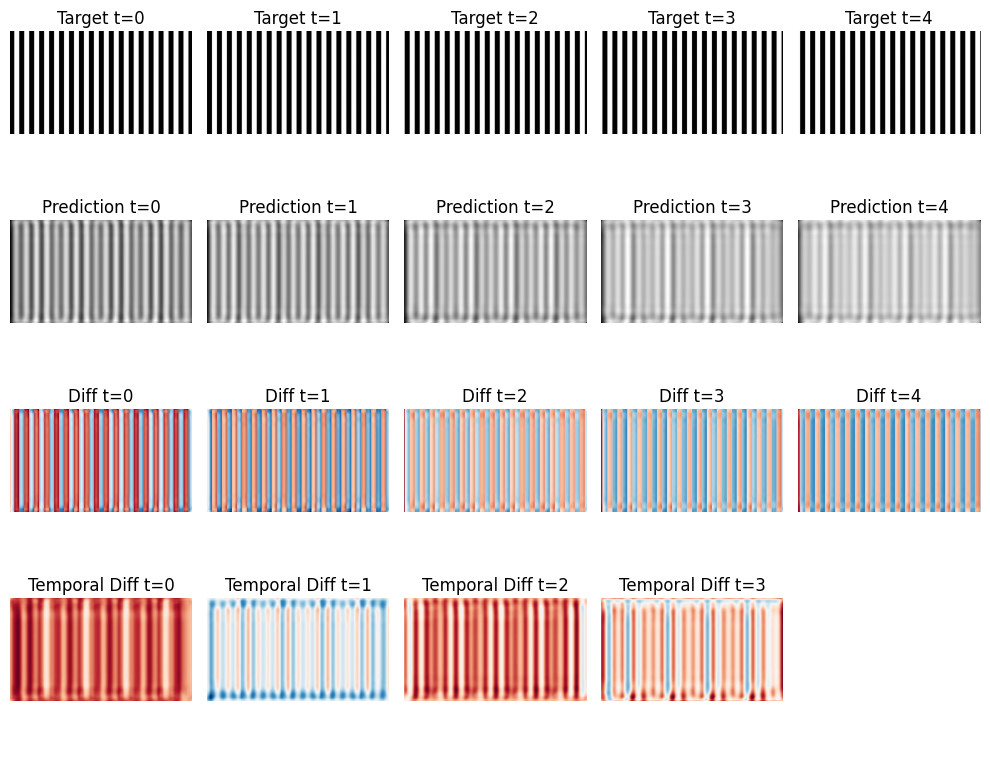 Target t=0 Target t=1 Target t=2 Target t=3 Target t=4
Prediction t=0 Prediction t=1 Prediction t=2 Prediction t=3 Prediction t=4
Diff t=0 Diff t=1 Diff t=2 Diff t=3 Diff t=4
Temporal Diff t=0 Temporal Diff t=1 Temporal Diff t=2 Temporal Diff t=3